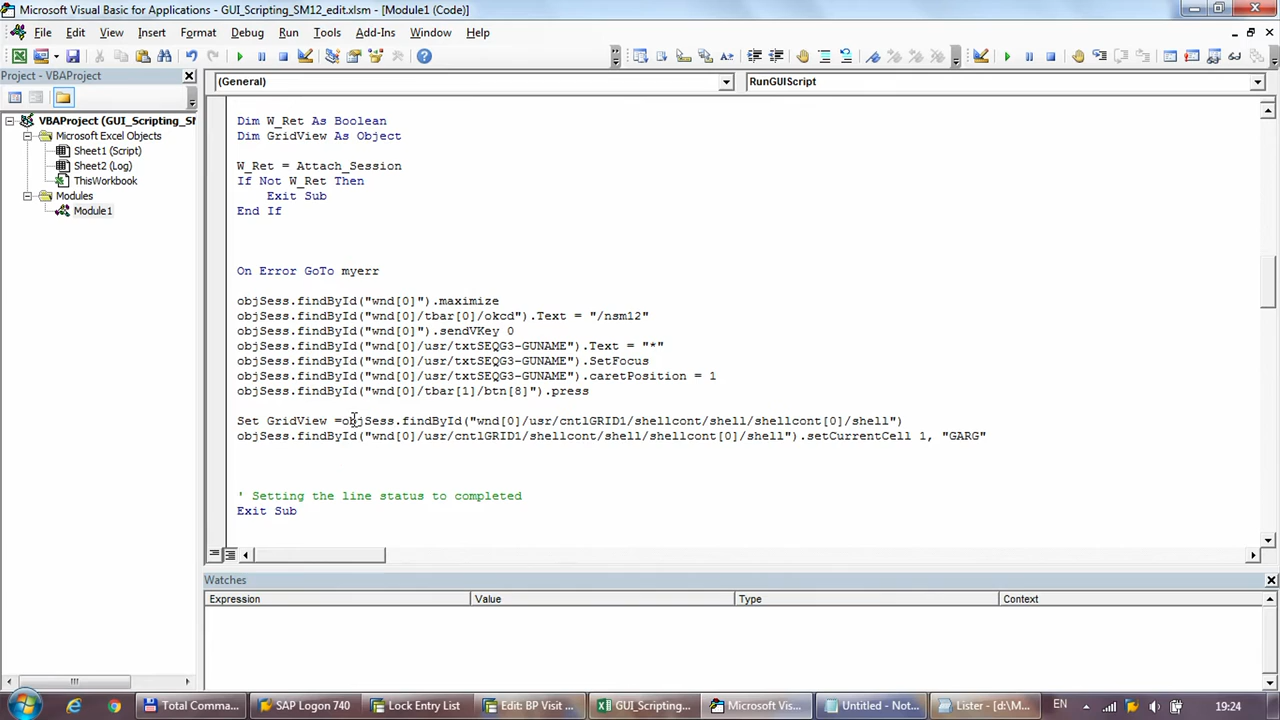 Microsoft Visual Basic for Applications - GUI_Scripting_SM12_edit.xlsm - [Module1 (Code)]
File Edit View Insert Format Debug Run Tools Add-Ins Window Help
Project - VBAProject
(General) RunGUIScript
VBAProject (GUI_Scripting_S
Microsoft Excel Objects
Sheet1 (Script)
Sheet2 (Log)
ThisWorkbook
Modules
Module1
Dim W_Ret As Boolean
Dim GridView As Object
W_Ret = Attach_Session
If Not W_Ret Then
Exit Sub
End If
On Error GoTo myerr
objSess.findById("wnd[0]").maximize
objSess.findById("wnd[0]/tbar[0]/okcd").Text = "/nsm12"
objSess.findById("wnd[0]").sendVKey 0
objSess.findById("wnd[0]/usr/txtSEQG3-GUNAME").Text = "*"
objSess.findById("wnd[0]/usr/txtSEQG3-GUNAME").SetFocus
objSess.findById("wnd[0]/usr/txtSEQG3-GUNAME").caretPosition = 1
objSess.findById("wnd[0]/tbar[1]/btn[8]").press
Set GridView =objSess.findById("wnd[0]/usr/cntlGRID1/shellcont/shell/shellcont[0]/shell")
objSess.findById("wnd[0]/usr/cntlGRID1/shellcont/shell/shellcont[0]/shell").setCurrentCell 1, "GARG"
' Setting the line status to completed
Exit Sub
Watches
Expression Value Type Context
Total Comma... SAP Logon 740 Lock Entry List Edit: BP Visit ... GUI_Scripting... Microsoft Vis... Untitled - Not... Lister - [d:\M... EN 19:24